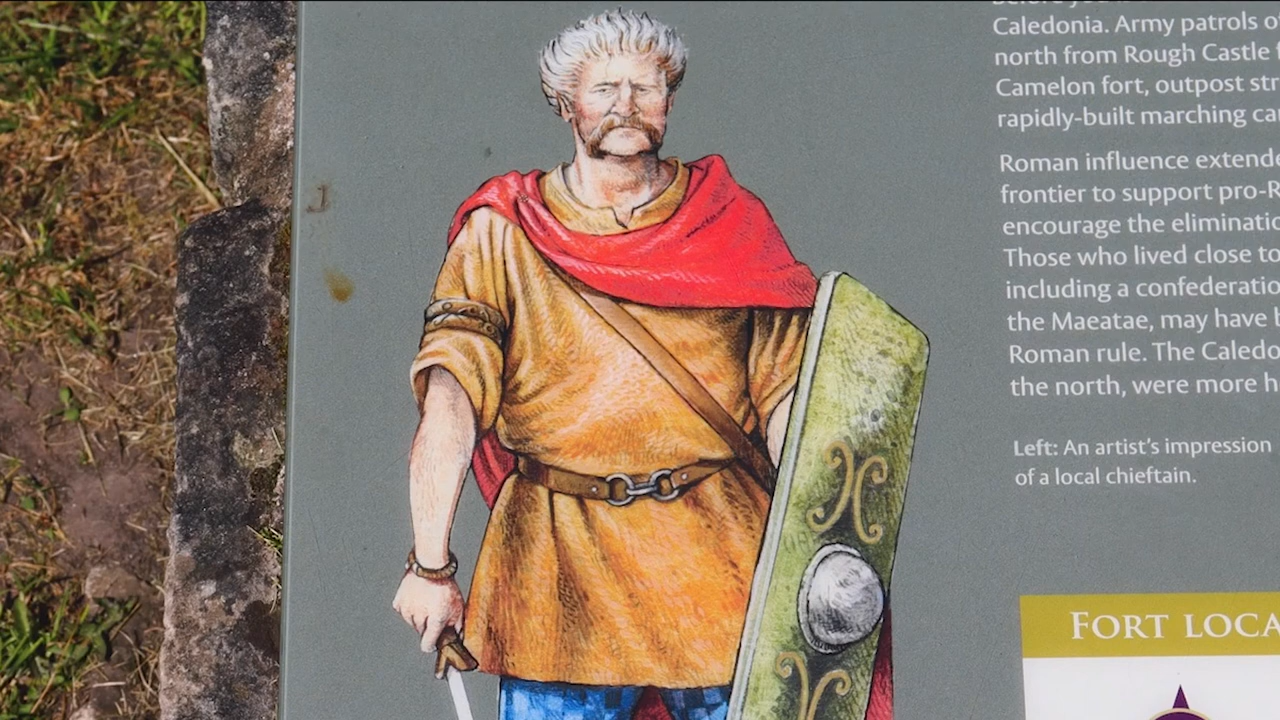 Caledonia. Army patrols o
north from Rough Castle
Camelon fort, outpost str
rapidly-built marching ca
Roman influence extende
frontier to support pro-R
encourage the eliminatio
Those who lived close to
including a confederatio
the Maeatae, may have
Roman rule. The Caledo
the north, were more h
Left: An artist's impression
of a local chieftain.
FORT LOCA